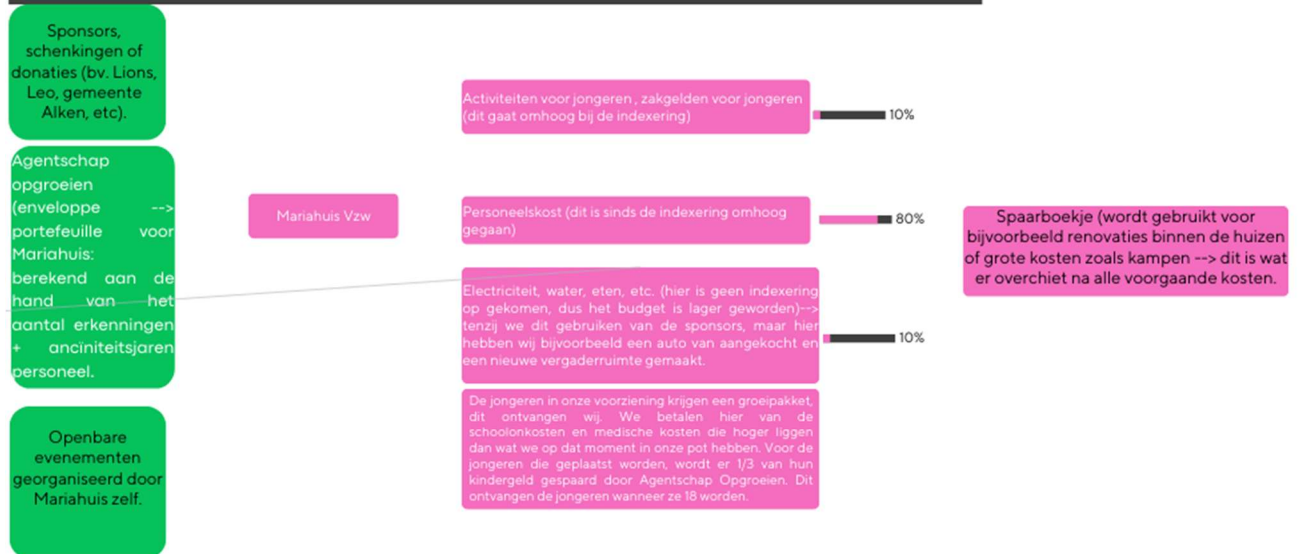 Sponsors,
schenkingen of
donaties (bv. Lions,
Leo, gemeente
Alken, etc).
Agentschap
opgroeien
(enveloppe -->
portefeuille voor
Mariahuis:
berekend aan de
hand van het
aantal erkenningen
+ ancïniteitsjaren
personeel.
Openbare
evenementen
georganiseerd door
Mariahuis zelf.
Mariahuis Vzw
Activiteiten voor jongeren , zakgelden voor jongeren
(dit gaat omhoog bij de indexering)
10%
Personeelskost (dit is sinds de indexering omhoog
gegaan)
80%
Electriciteit, water, eten, etc. (hier is geen indexering
op gekomen, dus het budget is lager geworden)-->
tenzij we dit gebruiken van de sponsors, maar hier
hebben wij bijvoorbeeld een auto van aangekocht en
een nieuwe vergaderruimte gemaakt.
10%
De jongeren in onze voorziening krijgen een groeipakket,
dit ontvangen wij. We betalen hier van de
schoolonkosten en medische kosten die hoger liggen
dan wat we op dat moment in onze pot hebben. Voor de
jongeren die geplaatst worden, wordt er 1/3 van hun
kindergeld gespaard door Agentschap Opgroeien. Dit
ontvangen de jongeren wanneer ze 18 worden.
Spaarboekje (wordt gebruikt voor
bijvoorbeeld renovaties binnen de huizen
of grote kosten zoals kampen --> dit is wat
er overchiet na alle voorgaande kosten.